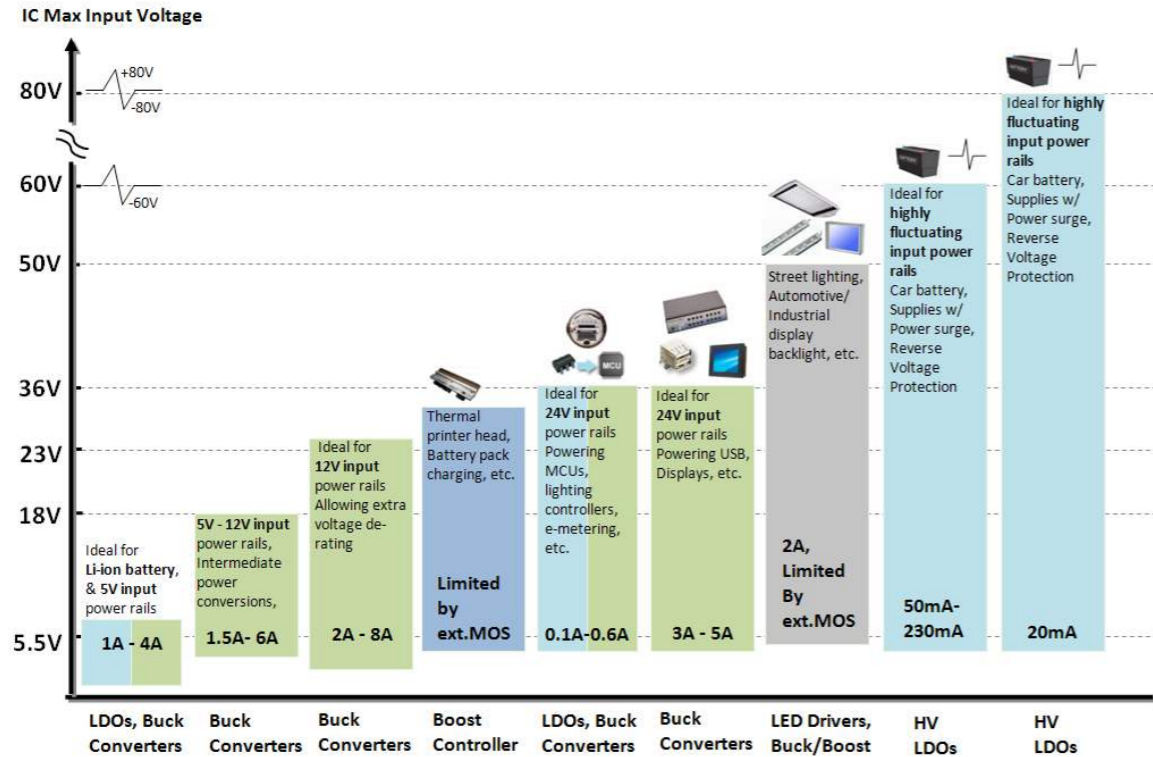 IC Max Input Voltage
80V
60V
50V
36V
23V
18V
5.5V
+80V
-80V
-60V
Ideal for
Li-ion battery,
& 5V input
power rails
1A - 4A
LDOs, Buck
Converters
5V - 12V input
power rails,
Intermediate
power
conversions,
1.5A- 6A
Buck
Converters
Ideal for
12V input
power rails
Allowing extra
voltage de-
rating
2A - 8A
Buck
Converters
Thermal
printer head,
Battery pack
charging, etc.
Limited
by
ext.MOS
Boost
Controller
MCU
Ideal for
24V input
power rails
Powering
MCUs,
lighting
controllers,
e-metering,
etc.
0.1A-0.6A
LDOs, Buck
Converters
Ideal for
24V input
power rails
Powering USB,
Displays, etc.
3A - 5A
Buck
Converters
Street lighting,
Automotive/
Industrial
display
backlight, etc.
2A,
Limited
By
ext.MOS
LED Drivers,
Buck/Boost
Ideal for
highly
fluctuating
input power
rails
Car battery,
Supplies w/
Power surge,
Reverse
Voltage
Protection
50mA-
230mA
HV
LDOs
Ideal for highly
fluctuating
input power
rails
Car battery,
Supplies w/
Power surge,
Reverse
Voltage
Protection
20mA
HV
LDOs